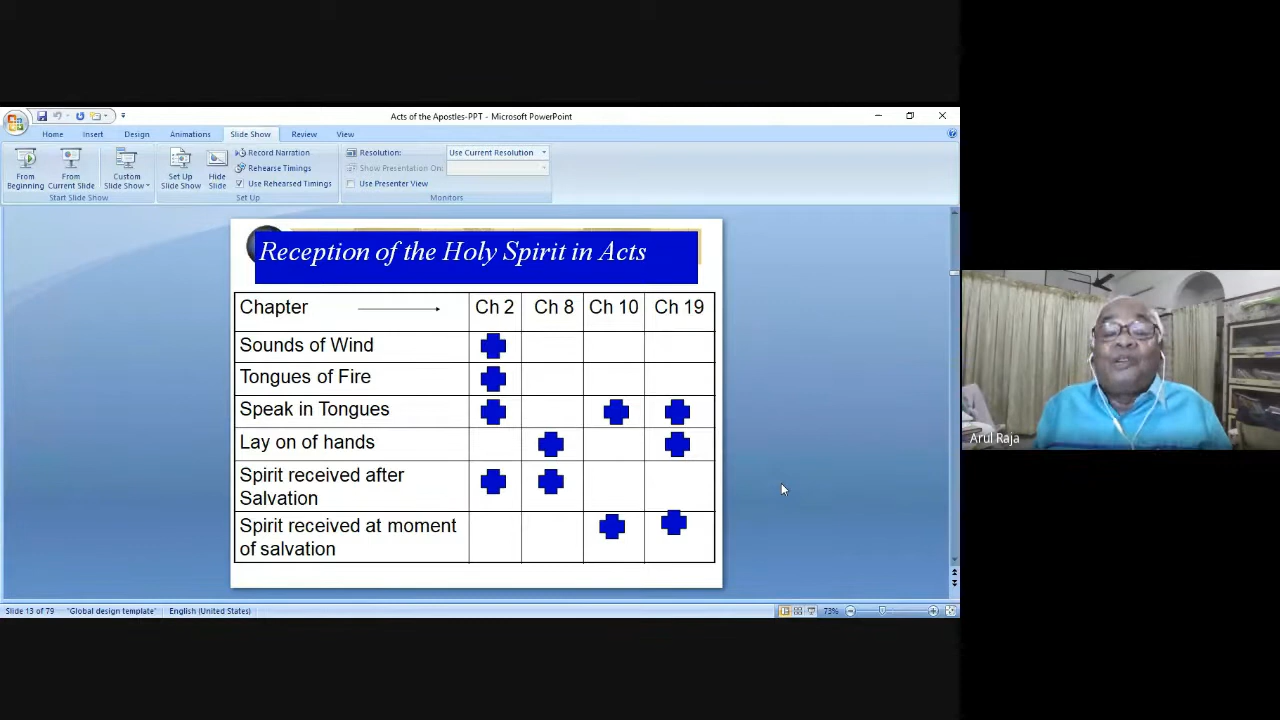 Acts of the Apostles-PPT - Microsoft PowerPoint
Home Insert Design Animations Slide Show Review View
From Beginning
From Current Slide
Custom Slide Show
Start Slide Show
Set Up Slide Show
Hide Slide
Record Narration
Rehearse Timings
Use Rehearsed Timings
Set Up
Resolution: Use Current Resolution
Show Presentation On:
Use Presenter View
Monitors
Reception of the Holy Spirit in Acts
Chapter Ch 2 Ch 8 Ch 10 Ch 19
Sounds of Wind
Tongues of Fire
Speak in Tongues
Lay on of hands
Spirit received after
Salvation
Spirit received at moment
of salvation
Arul Raja
Slide 13 of 79 "Global design template" English (United States) 73%